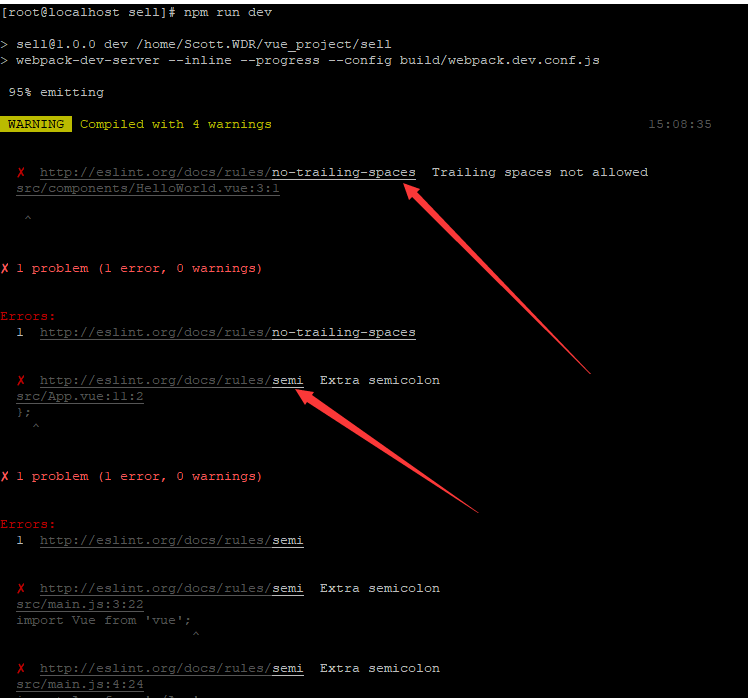 [root@localhost sell]# npm run dev
> sell@1.0.0 dev /home/Scott.WDR/vue_project/sell
> webpack-dev-server --inline --progress --config build/webpack.dev.conf.js
95% emitting
WARNING Compiled with 4 warnings 15:08:35
✗ http://eslint.org/docs/rules/no-trailing-spaces Trailing spaces not allowed
src/components/HelloWorld.vue:3:1
^
✗ 1 problem (1 error, 0 warnings)
Errors:
1 http://eslint.org/docs/rules/no-trailing-spaces
✗ http://eslint.org/docs/rules/semi Extra semicolon
src/App.vue:11:2
};
^
✗ 1 problem (1 error, 0 warnings)
Errors:
1 http://eslint.org/docs/rules/semi
✗ http://eslint.org/docs/rules/semi Extra semicolon
src/main.js:3:22
import Vue from 'vue';
^
✗ http://eslint.org/docs/rules/semi Extra semicolon
src/main.js:4:24